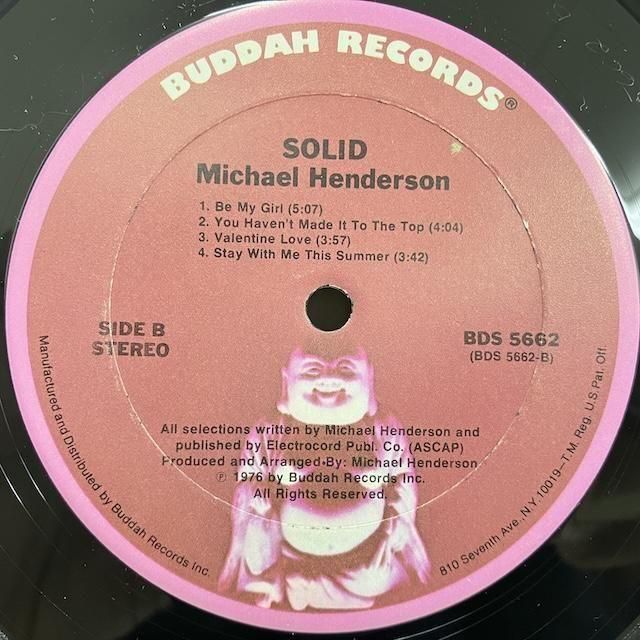 BUDDAH RECORDS®
SOLID
Michael Henderson
1. Be My Girl (5:07)
2. You Haven't Made It To The Top (4:04)
3. Valentine Love (3:57)
4. Stay With Me This Summer (3:42)
SIDE B
STEREO
BDS 5662
(BDS 5662-B)
All selections written by Michael Henderson and
published by Electrocord Publ. Co. (ASCAP)
Produced and Arranged By: Michael Henderson
℗ 1976 by Buddah Records Inc.
All Rights Reserved.
Manufactured and Distributed by Buddah Records Inc.
810 Seventh Ave., N.Y. 10019—T.M. Reg. U.S. Pat. Off.